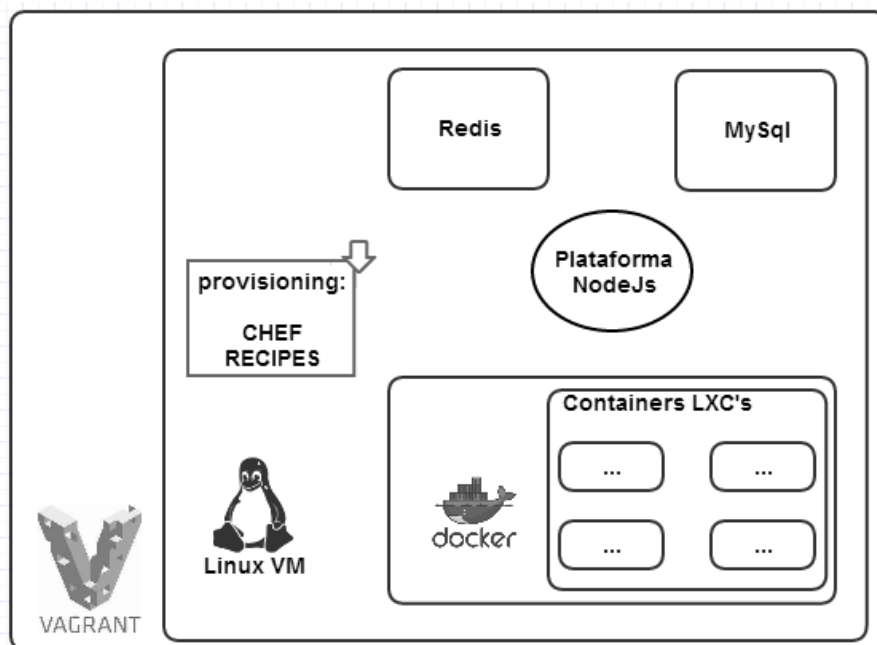 Redis
MySql
Plataforma
NodeJs
provisioning:
CHEF
RECIPES
Containers LXC's
...
...
...
...
docker
Linux VM
VAGRANT